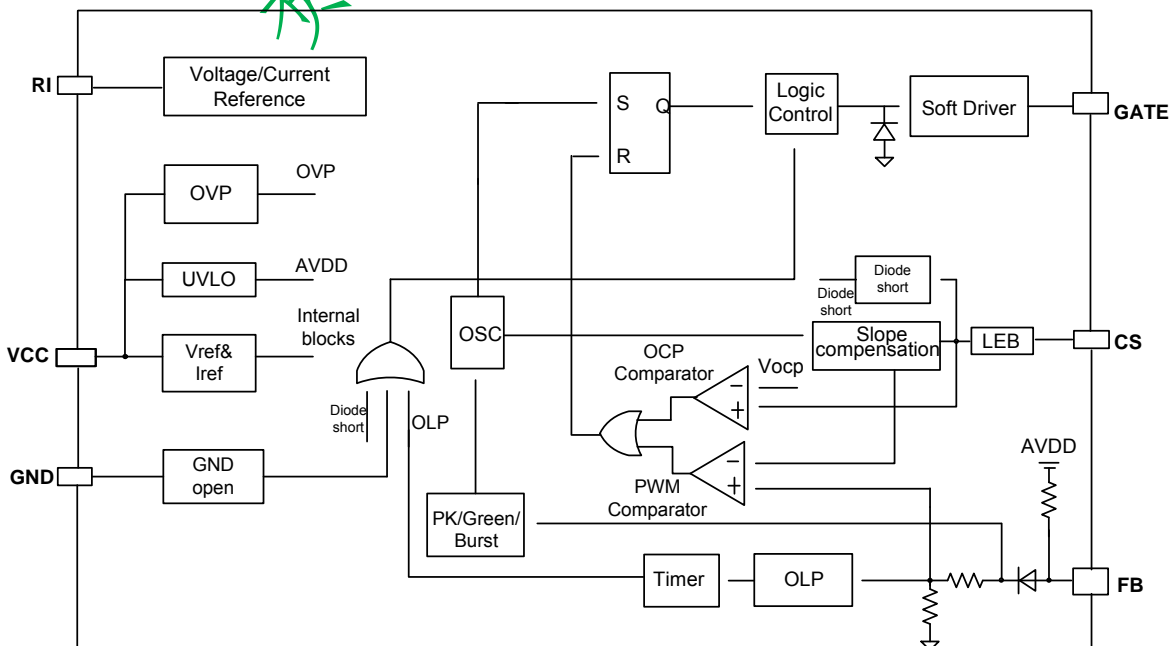 RI
Voltage/Current
Reference
S
Q
R
Logic
Control
Soft Driver
GATE
OVP
OVP
UVLO
AVDD
Internal
blocks
VCC
Vref&
Iref
OSC
Diode
short
Diode
short
Slope
compensation
LEB
CS
OCP
Comparator
Vocp
−
+
Diode
short
OLP
GND
GND
open
PWM
Comparator
−
+
AVDD
PK/Green/
Burst
Timer
OLP
FB